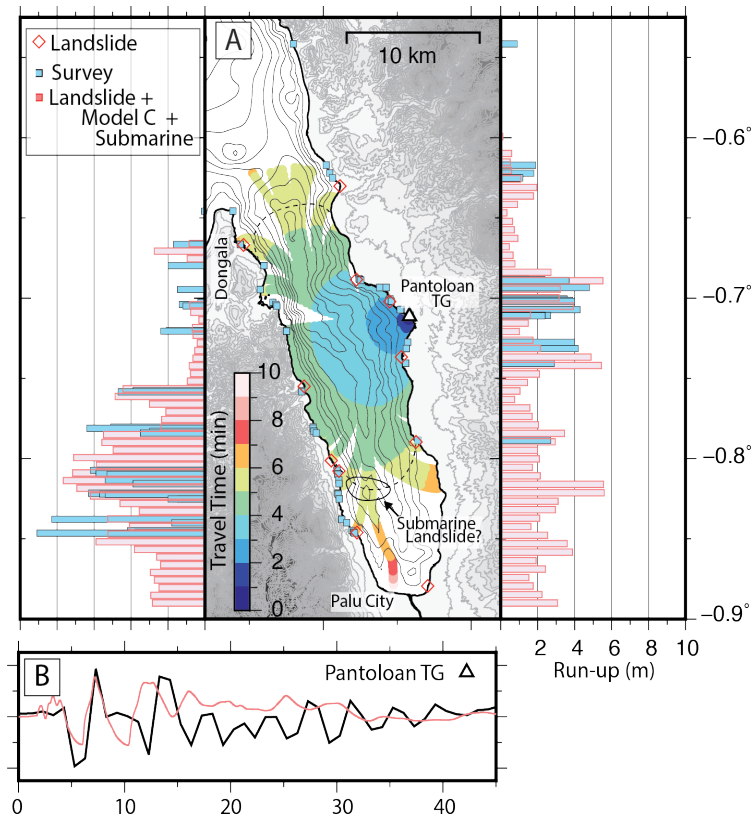 Landslide
Survey
Landslide +
Model C +
Submarine
A
10 km
Dongala
Pantoloan
TG
Travel Time (min)
10
8
6
4
2
0
Submarine
Landslide?
Palu City
−0.6°
−0.7°
−0.8°
−0.9°
2 4 6 8 10
Run-up (m)
B
Pantoloan TG
0 10 20 30 40